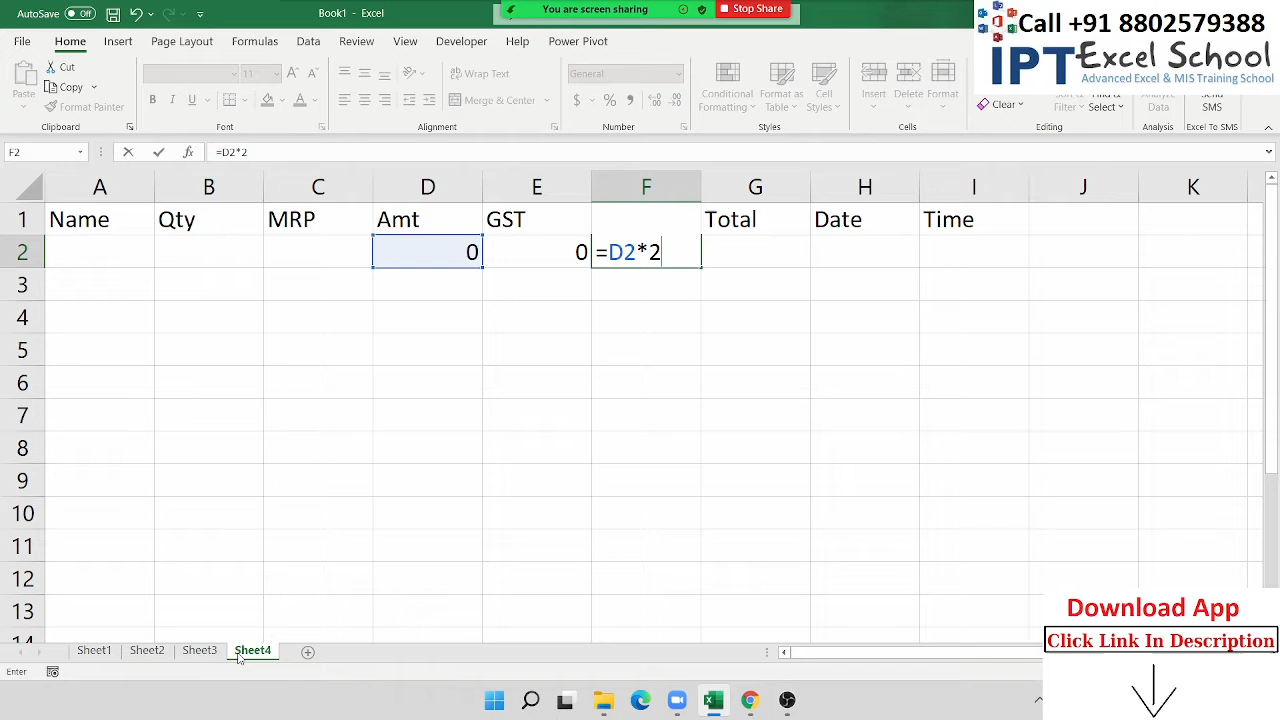 AutoSave Off
Book1 - Excel
You are screen sharing
Stop Share
Call +91 8802579388
IPT Excel School
Advanced Excel & MIS Training School
File Home Insert Page Layout Formulas Data Review View Developer Help Power Pivot
Paste
Cut
Copy
Format Painter
11
Wrap Text
Merge & Center
General
Conditional Formatting
Format as Table
Cell Styles
Insert
Delete
Format
Clear
Filter
Select
Analyze Data
Send SMS
Clipboard Font Alignment Number Styles Cells Editing Analysis Excel To SMS
F2
=D2*2
A B C D E F G H I J K
1 Name Qty MRP Amt GST Total Date Time
2 0 0 =D2*2
3
4
5
6
7
8
9
10
11
12
13
14
Sheet1 Sheet2 Sheet3 Sheet4
Enter
Download App
Click Link In Description